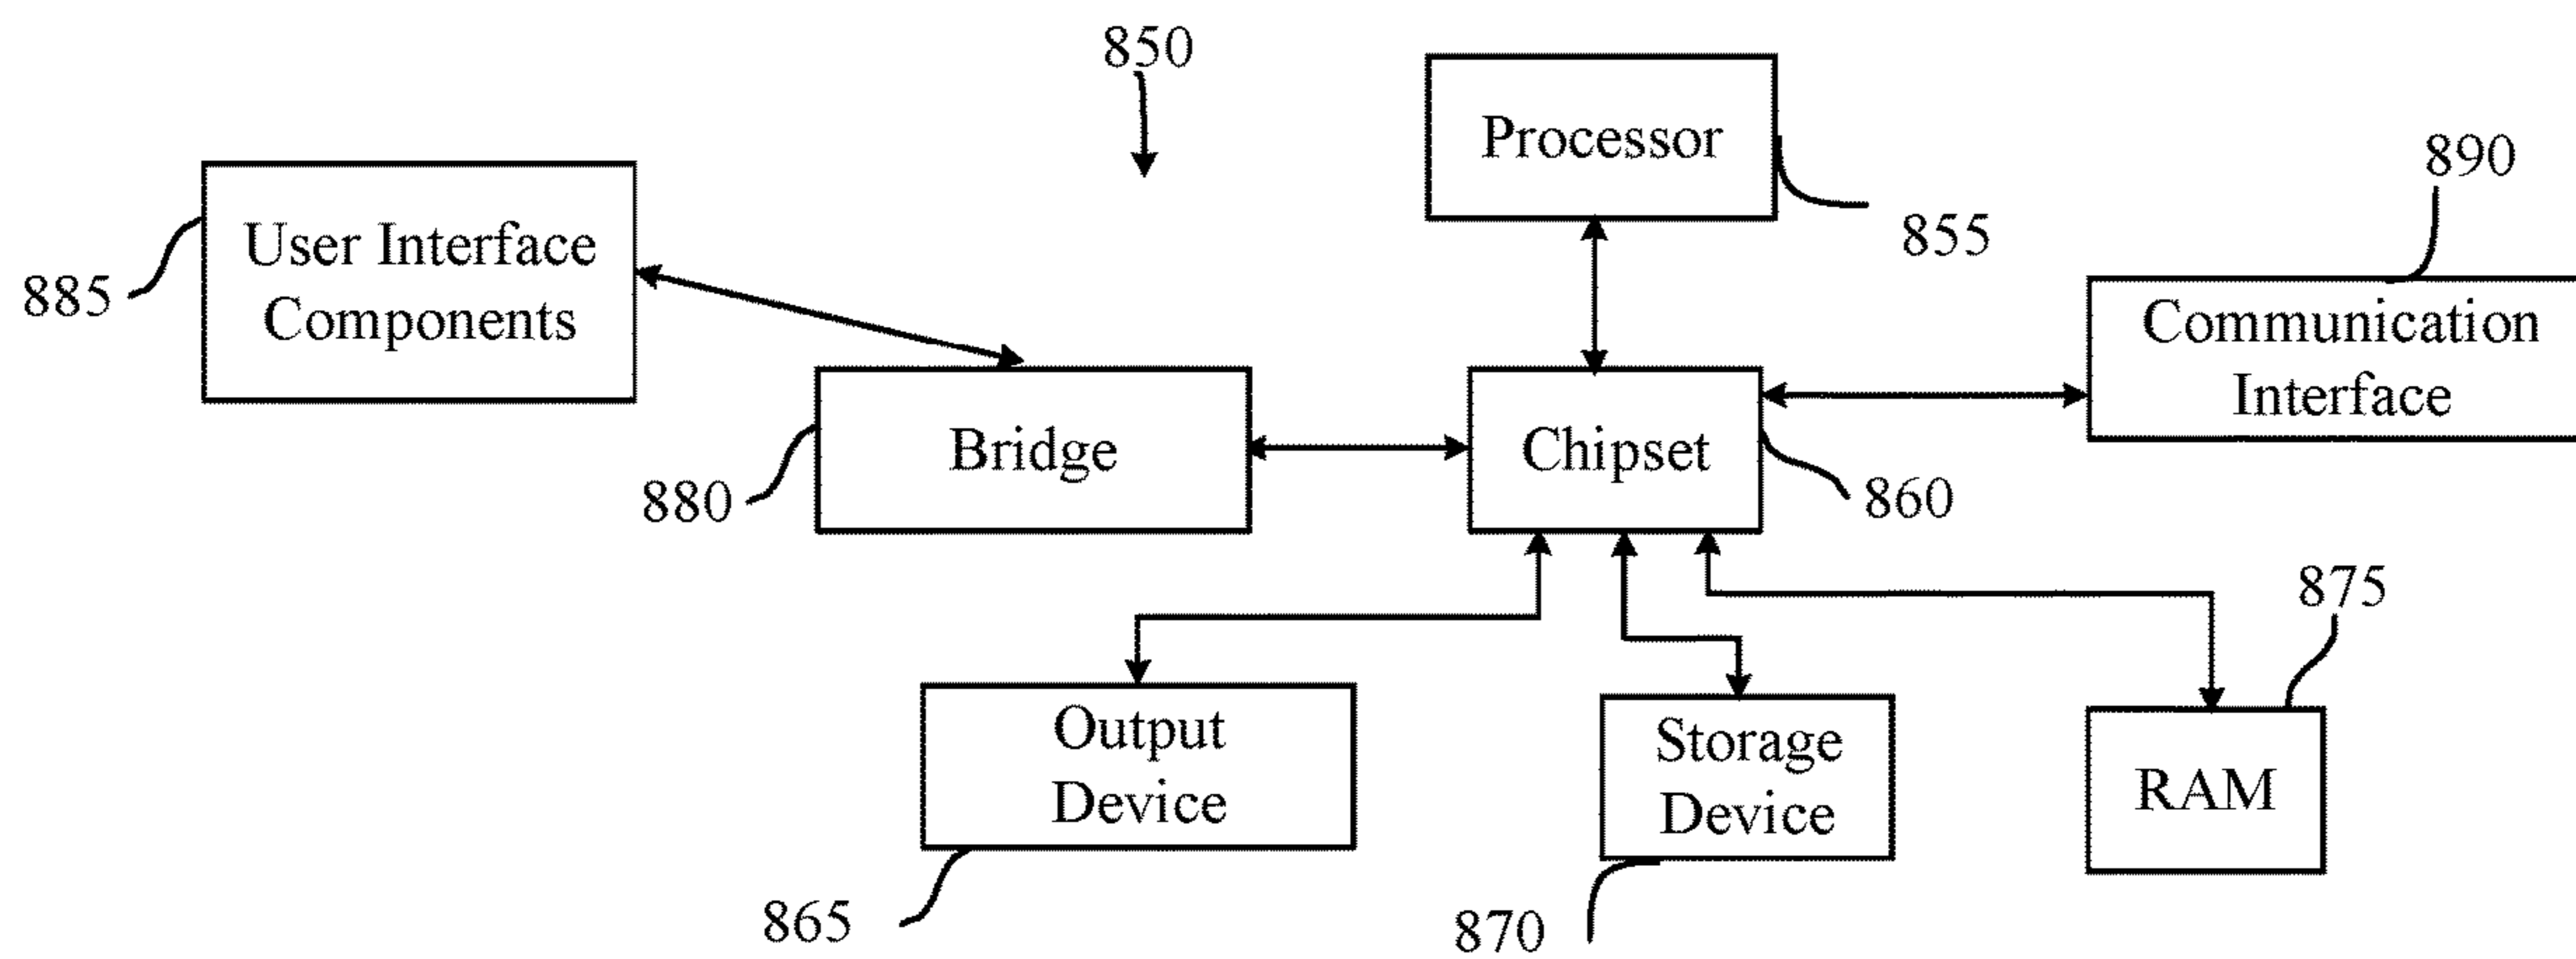 850
Processor
890
855
User Interface
Components
885
Communication
Interface
Bridge
Chipset
880
860
875
Output
Device
Storage
Device
RAM
865
870